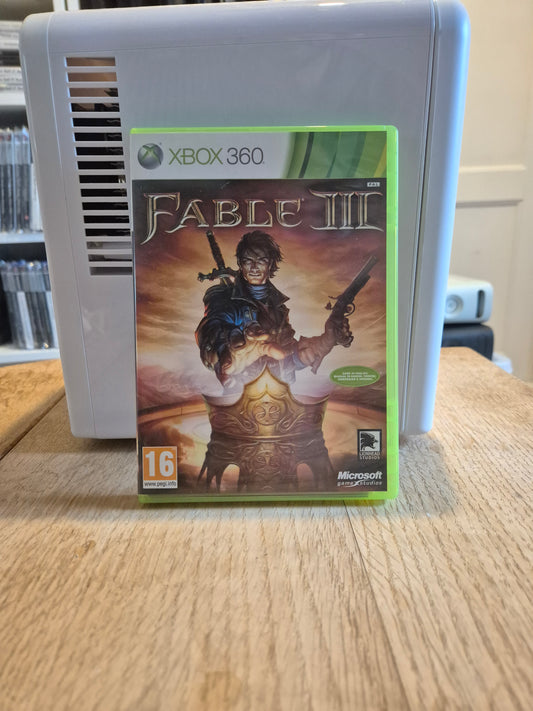 XBOX 360
PAL
FABLE III
16
www.pegi.info
LIONHEAD
STUDIOS
Microsoft
game studios